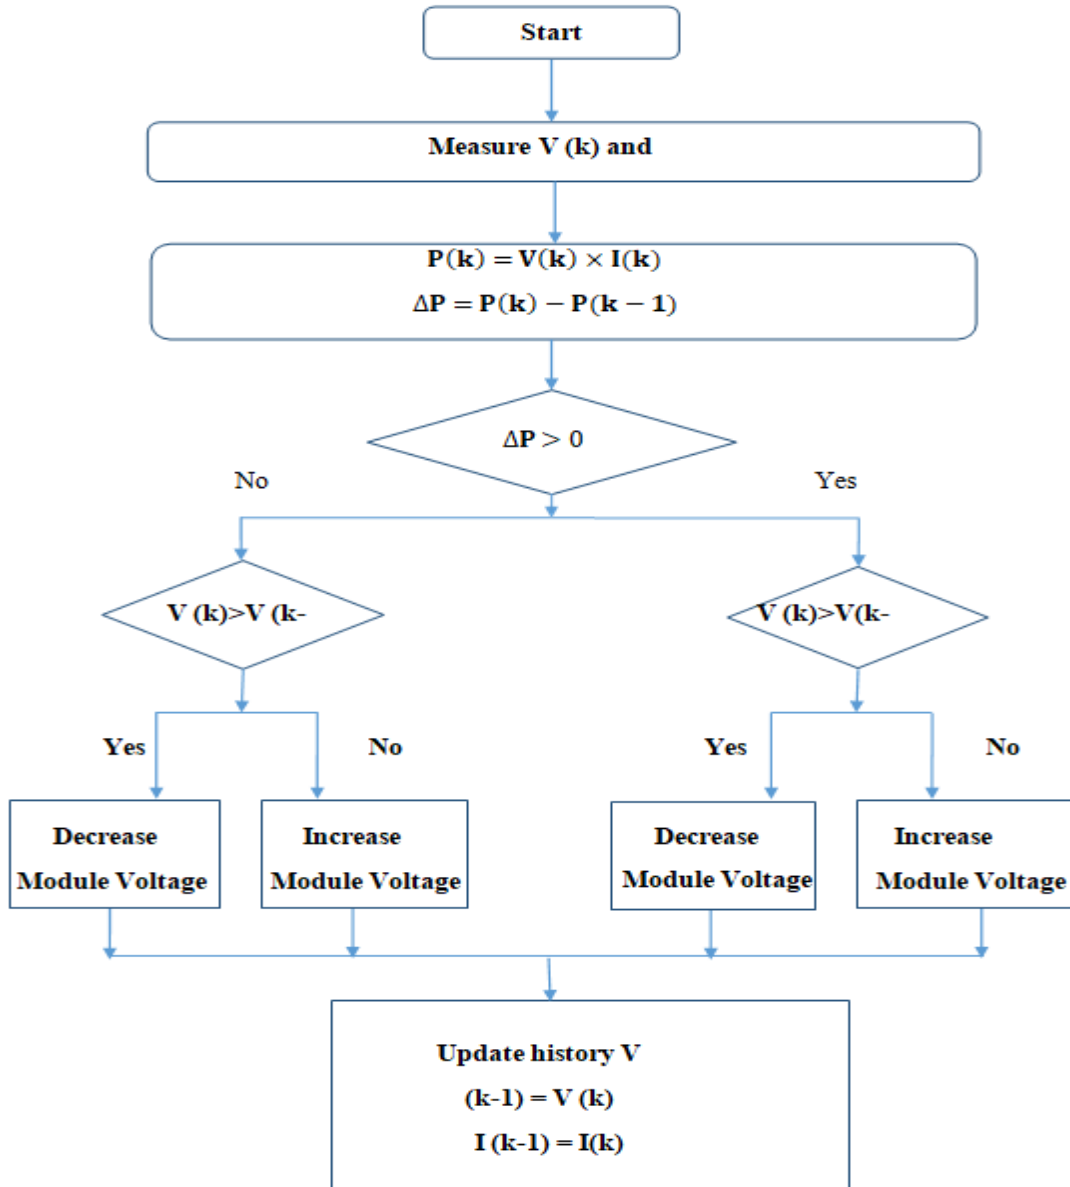 Start
Measure V (k) and
P(k) = V(k) × I(k)
ΔP = P(k) − P(k − 1)
ΔP > 0
No
Yes
V (k)>V (k-
V (k)>V(k-
Yes
No
Yes
No
Decrease
Module Voltage
Increase
Module Voltage
Decrease
Module Voltage
Increase
Module Voltage
Update history V
(k-1) = V (k)
I (k-1) = I(k)